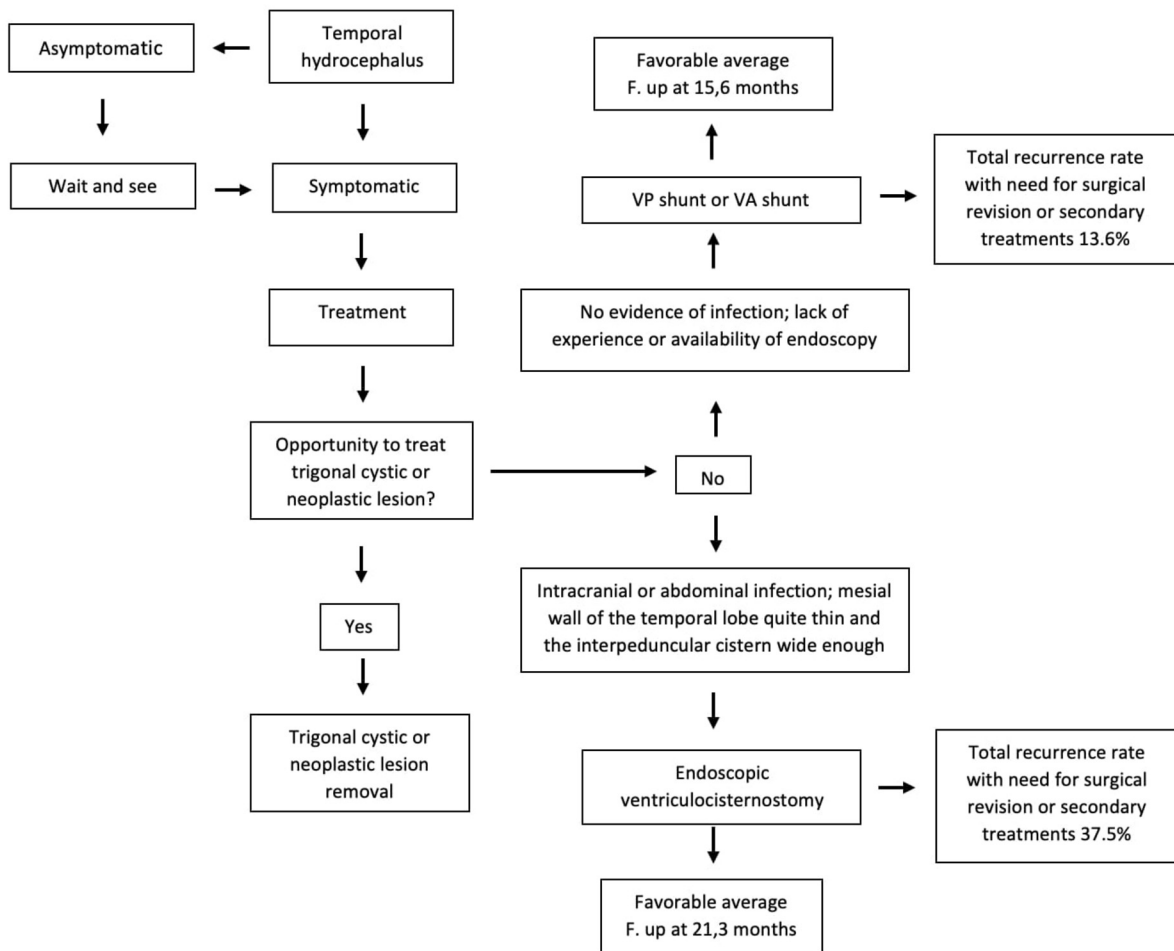 Asymptomatic
Temporal
hydrocephalus
Wait and see
Symptomatic
Treatment
Opportunity to treat
trigonal cystic or
neoplastic lesion?
Yes
Trigonal cystic or
neoplastic lesion
removal
No
No evidence of infection; lack of
experience or availability of endoscopy
VP shunt or VA shunt
Favorable average
F. up at 15,6 months
Total recurrence rate
with need for surgical
revision or secondary
treatments 13.6%
Intracranial or abdominal infection; mesial
wall of the temporal lobe quite thin and
the interpeduncular cistern wide enough
Endoscopic
ventriculocisternostomy
Total recurrence rate
with need for surgical
revision or secondary
treatments 37.5%
Favorable average
F. up at 21,3 months